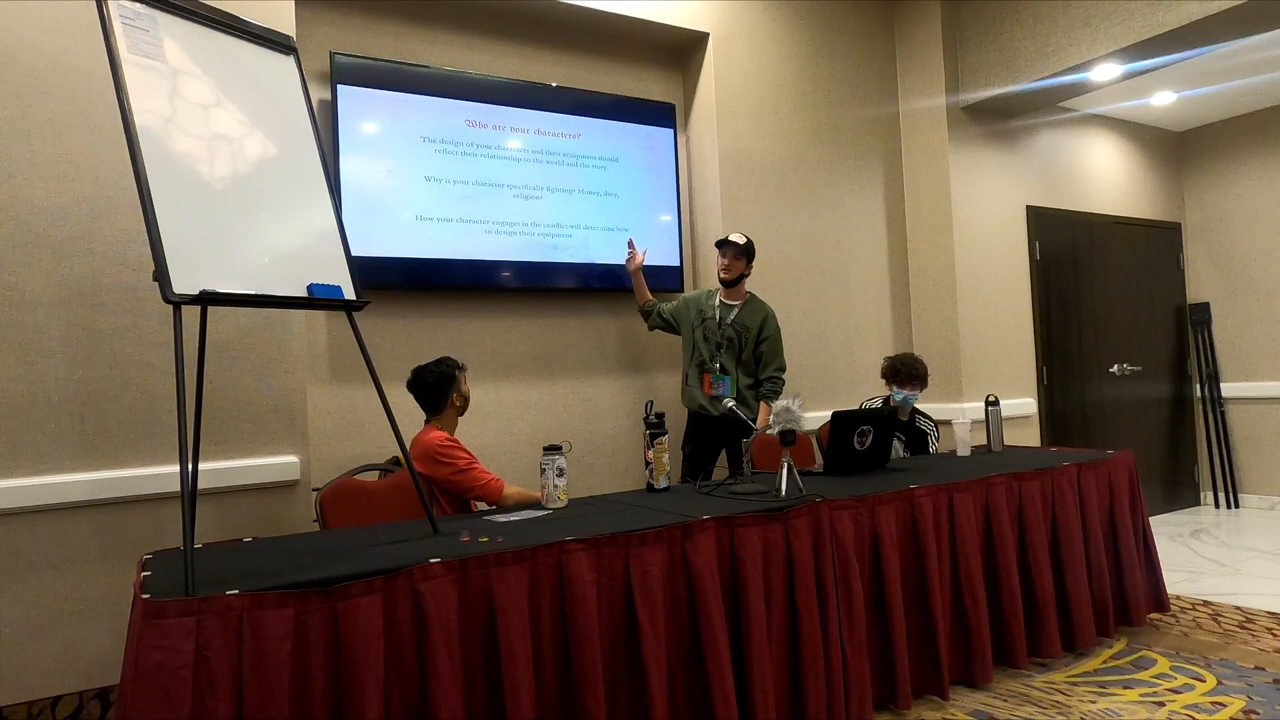 Who are your characters?
The design of your characters and their equipment should
reflect their relationship to the world and the story.
Why is your character specifically fighting? Money, duty,
religion?
How your character engages in the conflict will determine how
to design their equipment